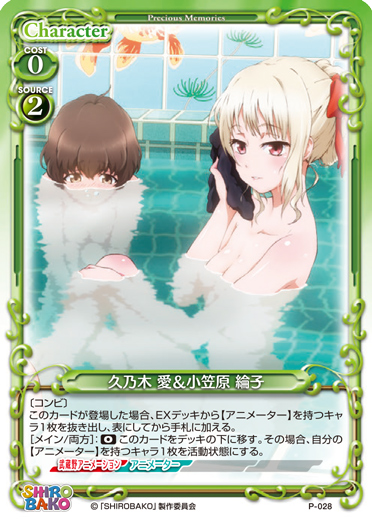 Precious Memories
Character
COST
0
SOURCE
2
久乃木 愛&小笠原 綸子
[コンビ]
このカードが登場した場合、EXデッキから【アニメーター】を持つキャ
ラ1枚を抜き出し、表にしてから手札に加える。
[メイン/両方]:0 このカードをデッキの下に移す。その場合、自分の
【アニメーター】を持つキャラ1枚を活動状態にする。
武蔵野アニメーション アニメーター
SHIRO
BAKO
©「SHIROBAKO」製作委員会
P-028